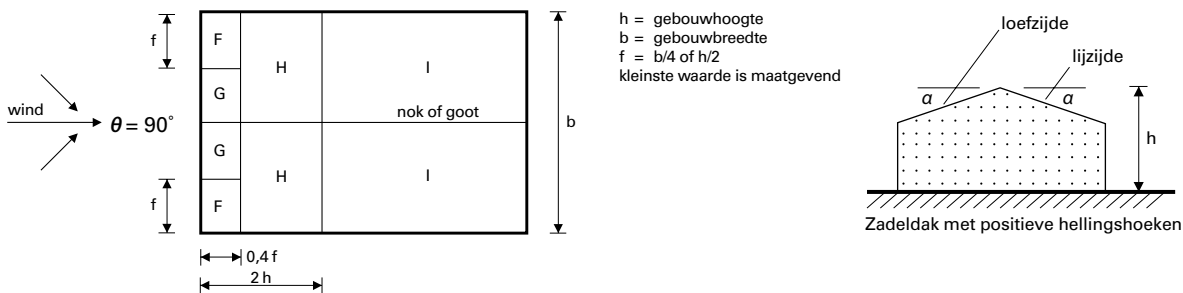 f
F
H
I
G
wind
θ = 90°
nok of goot
b
G
H
I
f
F
0,4 f
2 h
h = gebouwhoogte
b = gebouwbreedte
f = b/4 of h/2
kleinste waarde is maatgevend
loefzijde
lijzijde
α
α
h
Zadeldak met positieve hellingshoeken